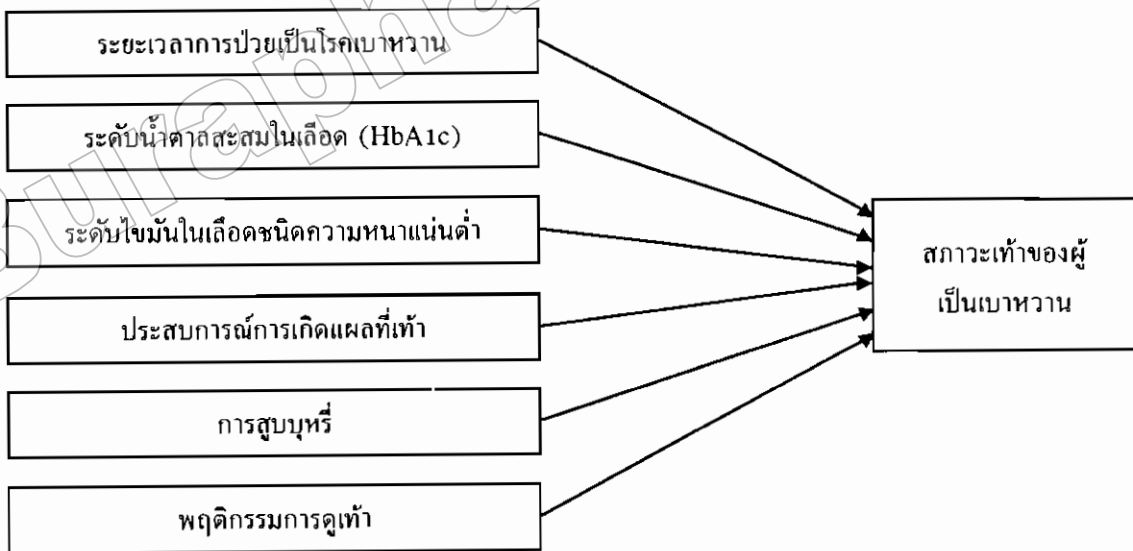 ระยะเวลาการป่วยเป็นโรคเบาหวาน
ระดับน้ำตาลสะสมในเลือด (HbA1c)
ระดับไขมันในเลือดชนิดความหนาแน่นต่ำ
ประสบการณ์การเกิดแผลที่เท้า
การสูบบุหรี่
พฤติกรรมการดูเท้า
สภาวะเท้าของผู้
เป็นเบาหวาน
Burapha